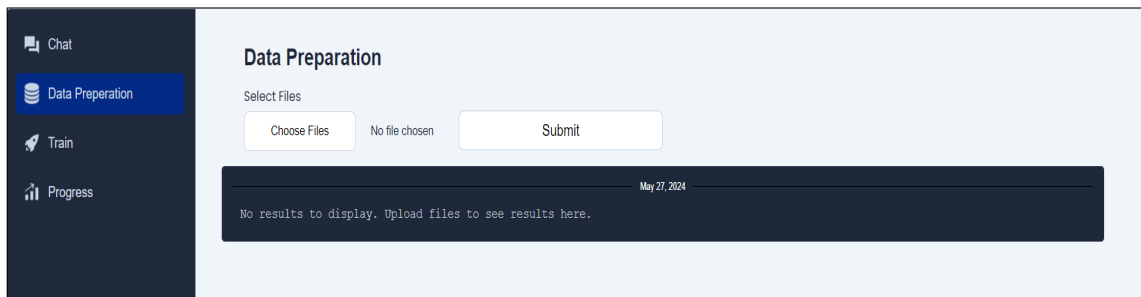 Chat
Data Preperation
Train
Progress
Data Preparation
Select Files
Choose Files No file chosen Submit
May 27, 2024
No results to display. Upload files to see results here.